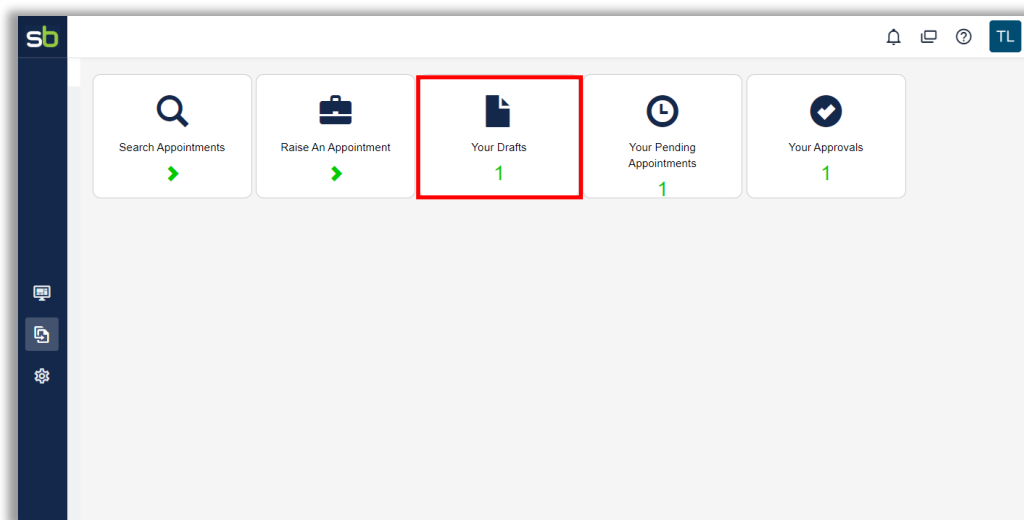 sb
TL
Search Appointments
Raise An Appointment
Your Drafts
1
Your Pending
Appointments
1
Your Approvals
1